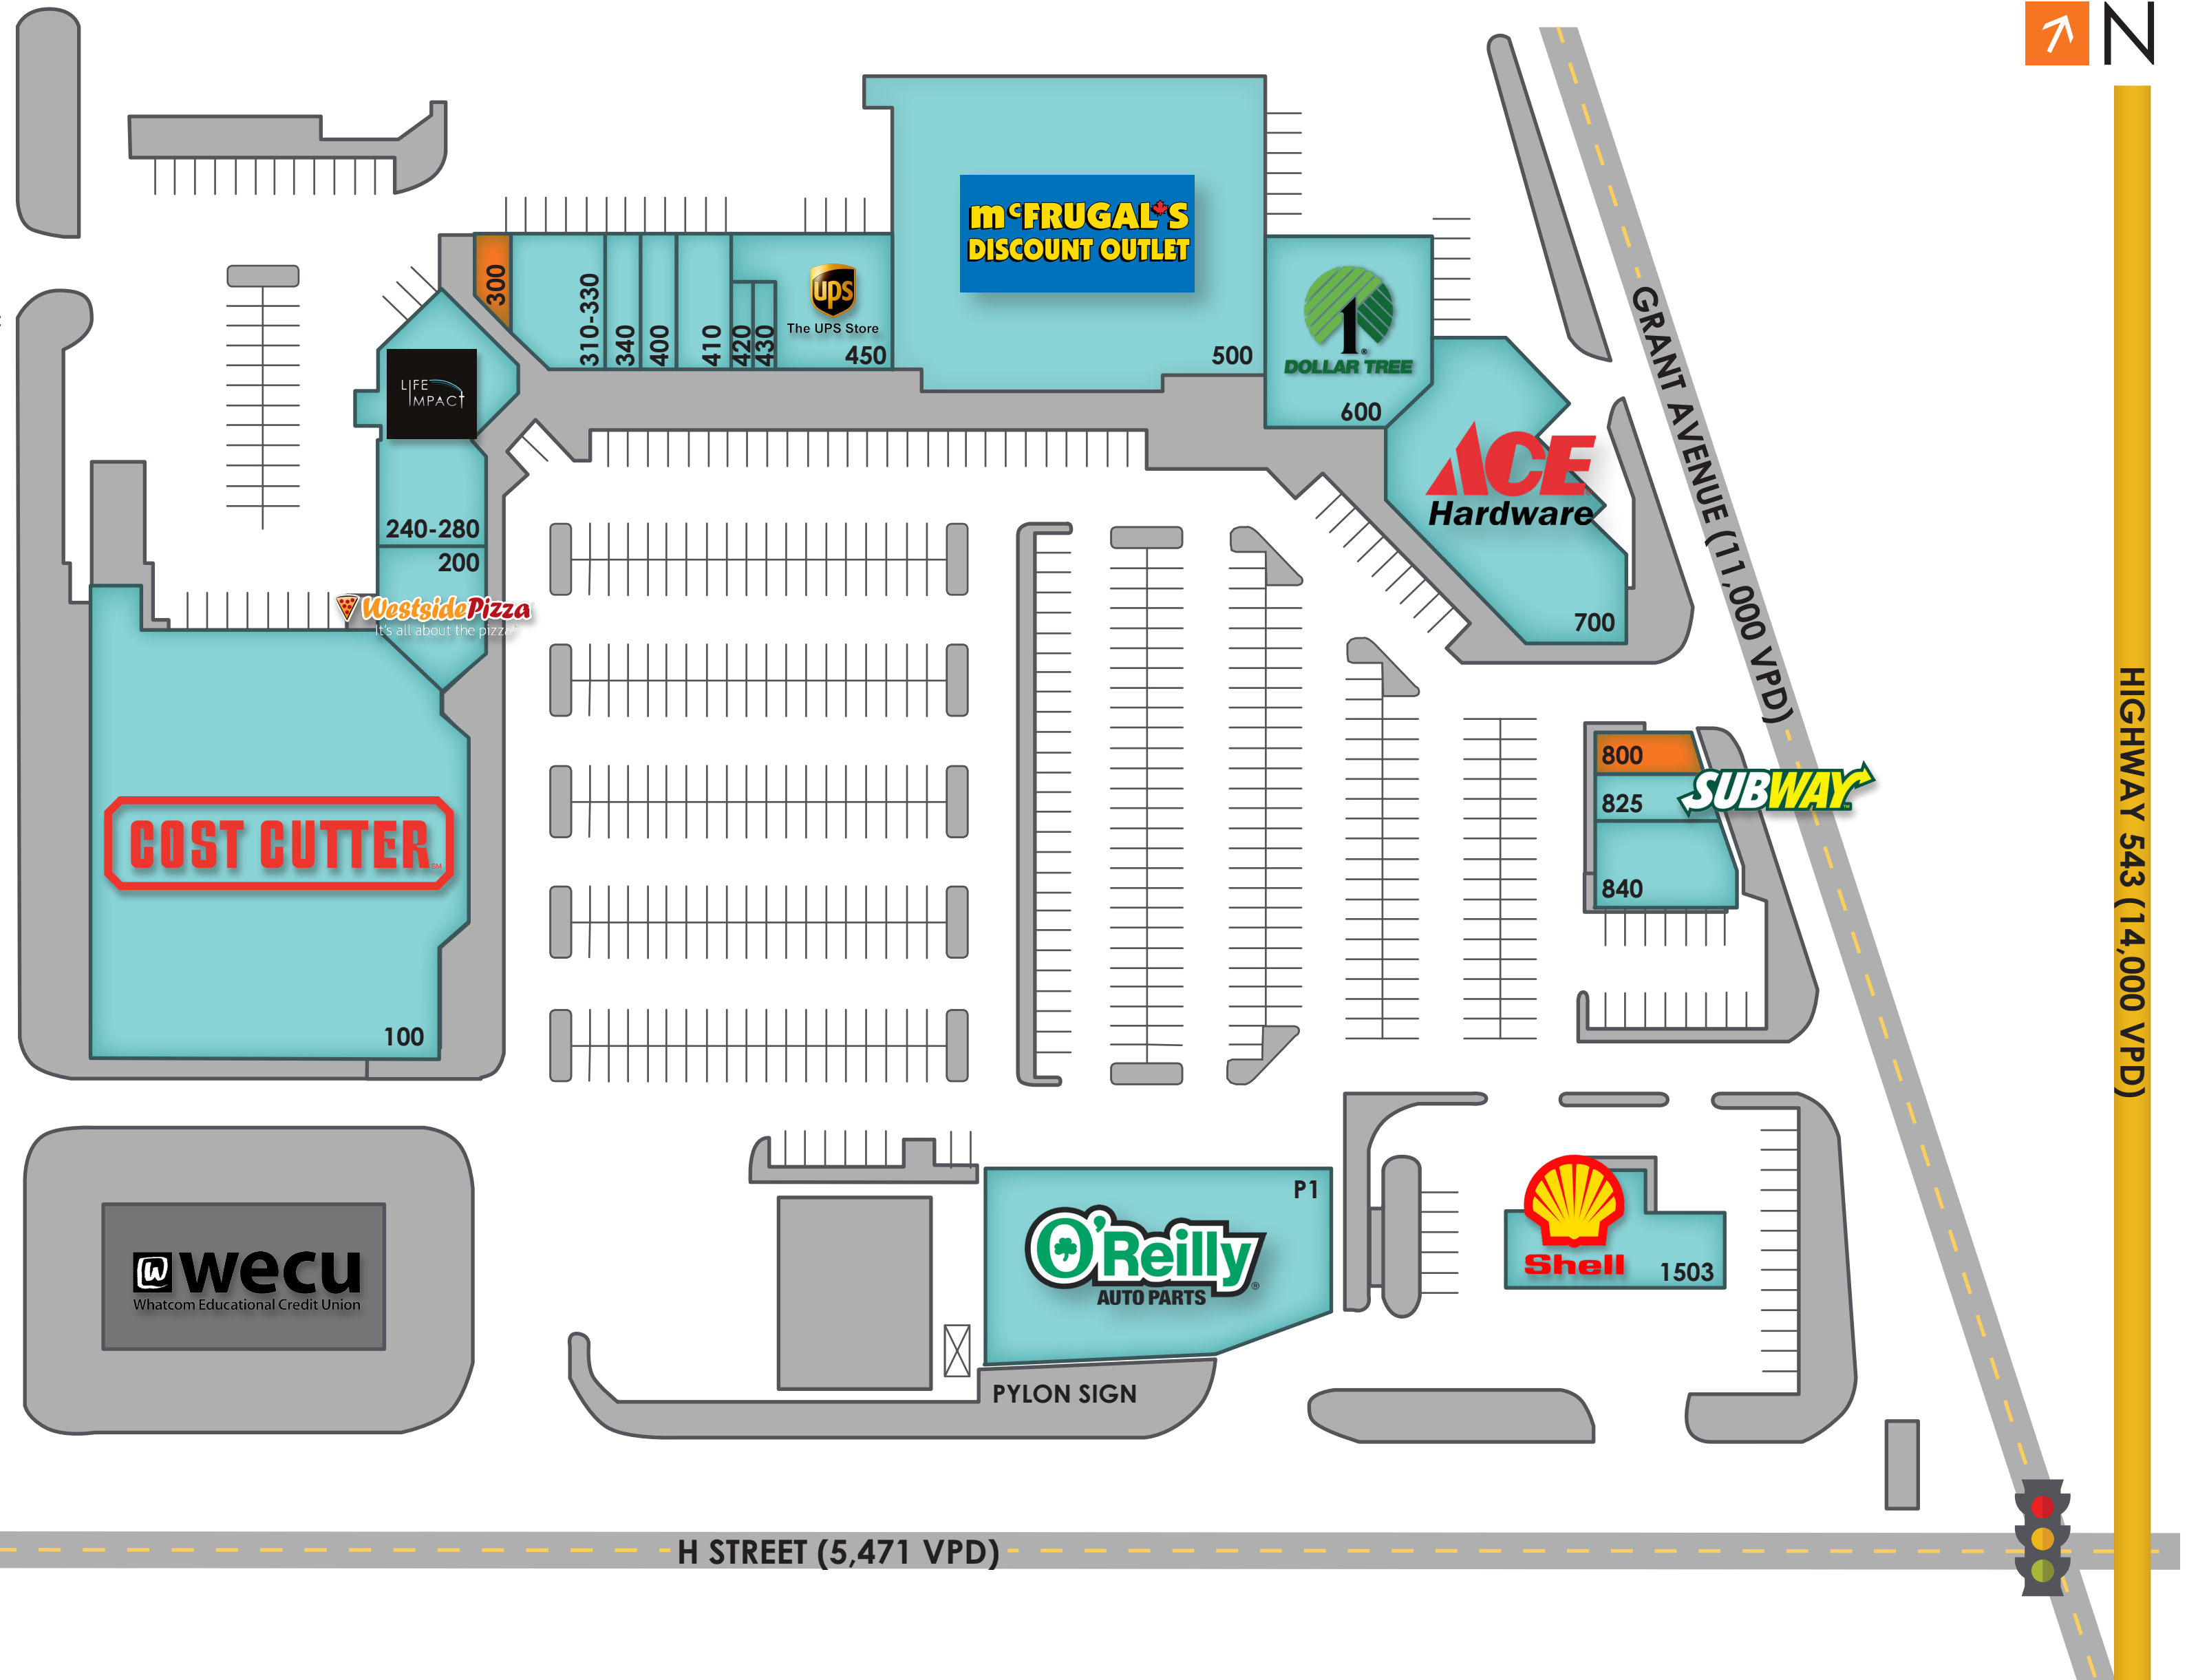 N
mcFRUGAL'S
DISCOUNT OUTLET
500
300
310-330
340
400
410
420
430
ups
The UPS Store
450
1
DOLLAR TREE
600
ACE
Hardware
700
GRANT AVENUE (11,000 VPD)
HIGHWAY 543 (14,000 VPD)
LIFE
IMPACT
240-280
200
WestsidePizza
It's all about the pizza
COST CUTTER SM
100
800
SUBWAY
825
840
P1
O'Reilly®
AUTO PARTS
PYLON SIGN
Shell
1503
w wecu
Whatcom Educational Credit Union
H STREET (5,471 VPD)